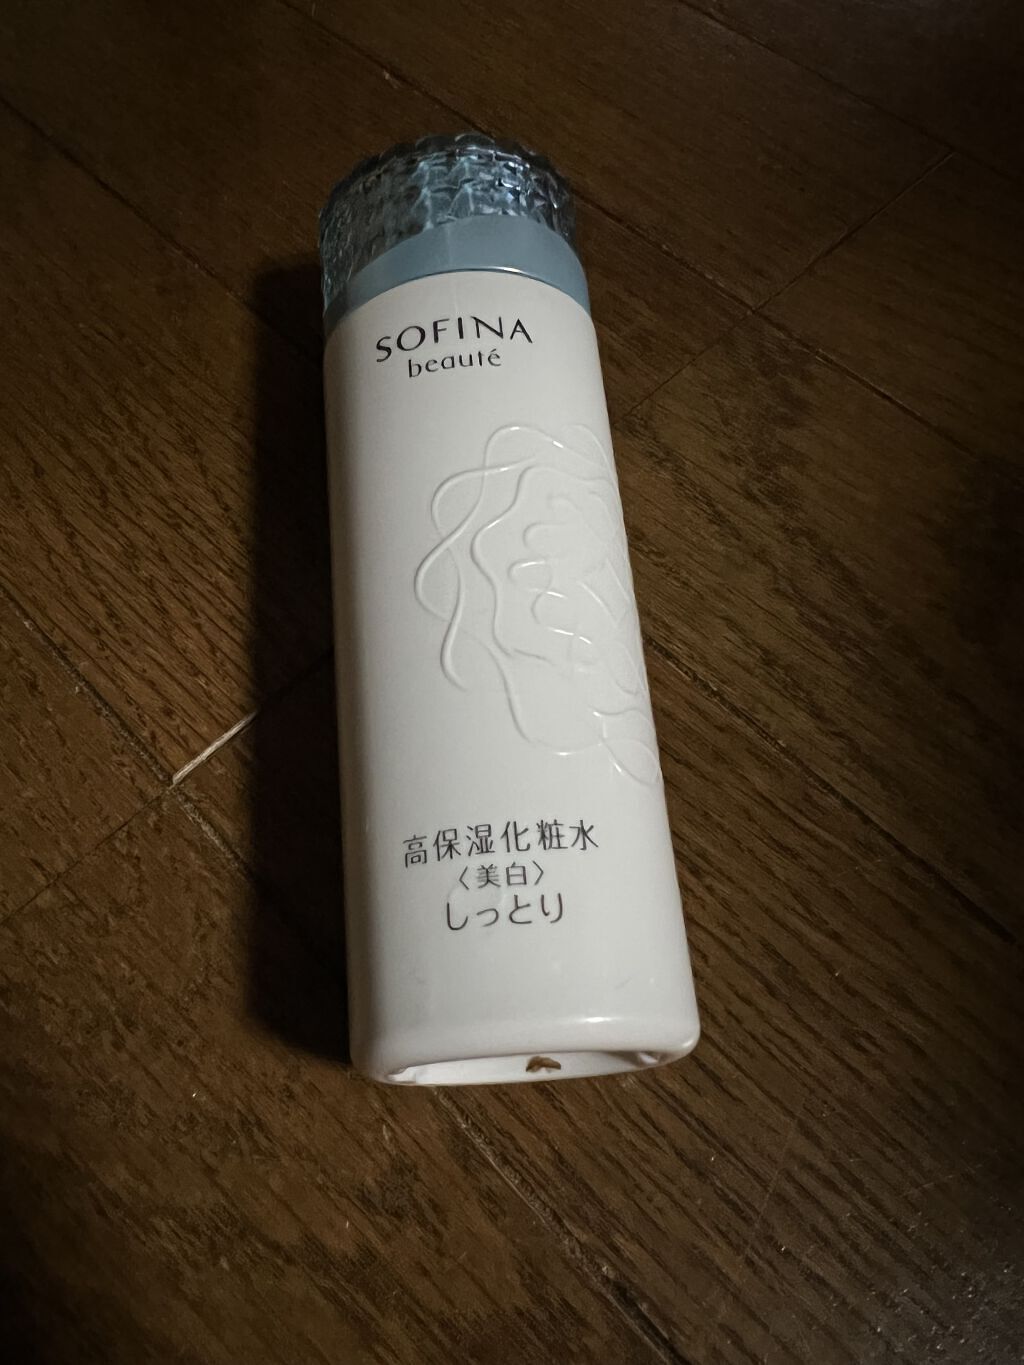 SOFINA
beauté
高保湿化粧水
〈美白〉
しっとり